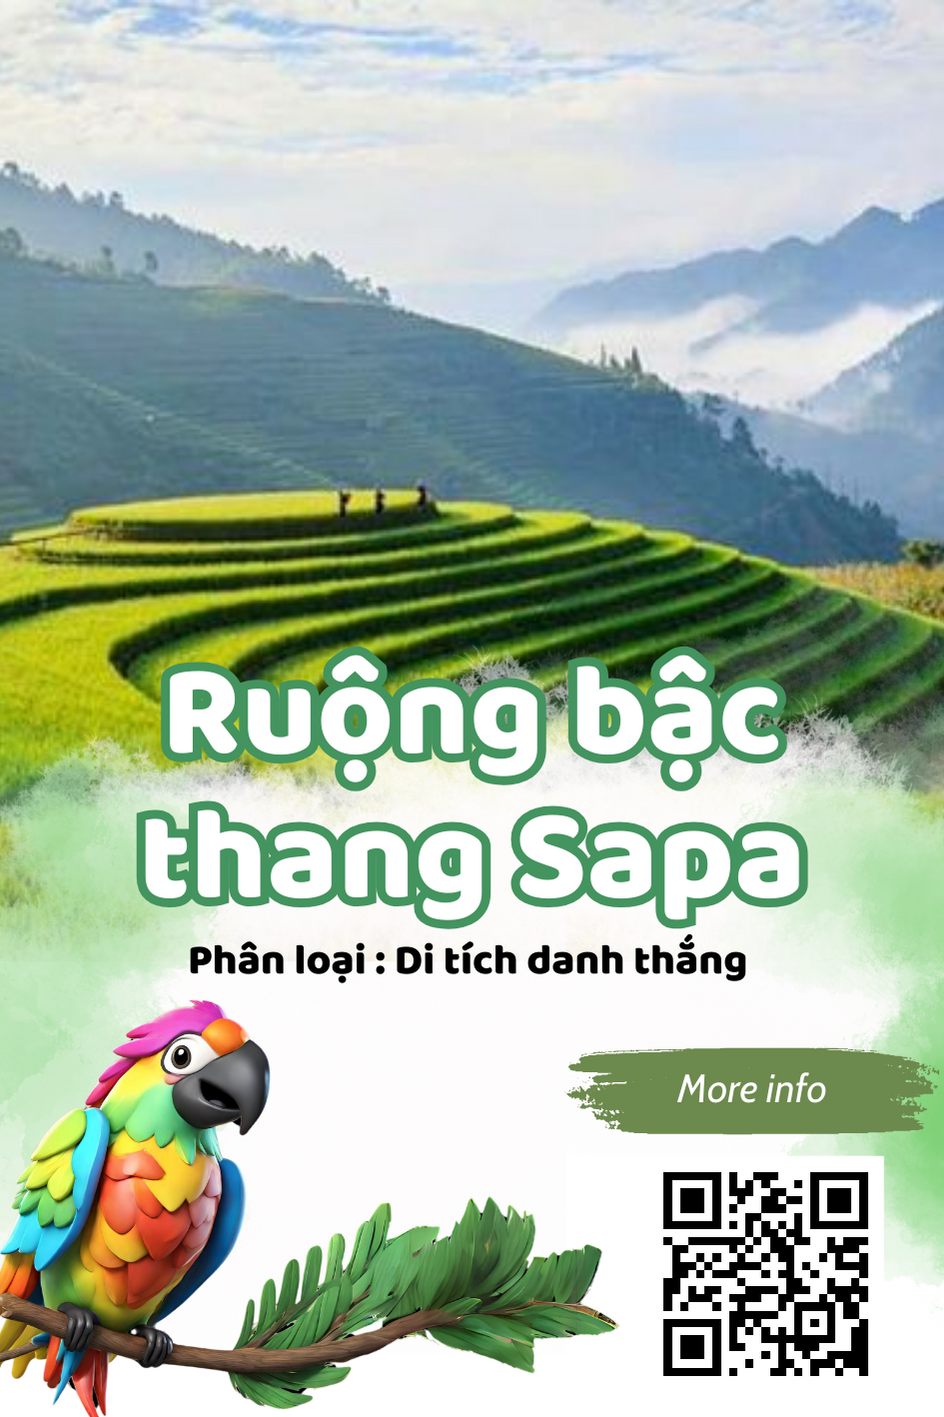 Ruộng bậc
thang Sapa
Phân loại : Di tích danh thắng
More info